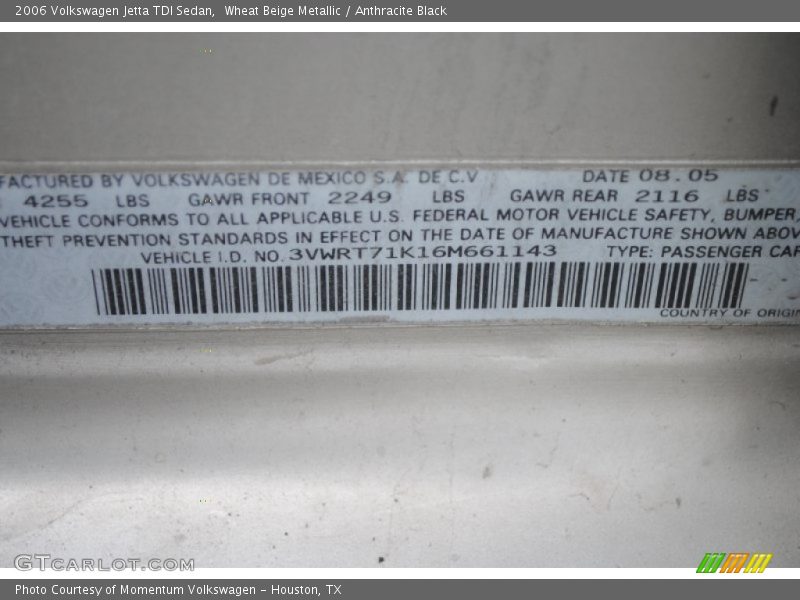 2006 Volkswagen Jetta TDI Sedan, Wheat Beige Metallic / Anthracite Black
FACTURED BY VOLKSWAGEN DE MEXICO S.A. DE C.V DATE 08.05
4255 LBS GAWR FRONT 2249 LBS GAWR REAR 2116 LBS
VEHICLE CONFORMS TO ALL APPLICABLE U.S. FEDERAL MOTOR VEHICLE SAFETY, BUMPER,
THEFT PREVENTION STANDARDS IN EFFECT ON THE DATE OF MANUFACTURE SHOWN ABOV
VEHICLE I.D. NO. 3VWRT71K16M661143 TYPE: PASSENGER CAR
COUNTRY OF ORIGIN
GTCARLOT.COM
Photo Courtesy of Momentum Volkswagen - Houston, TX